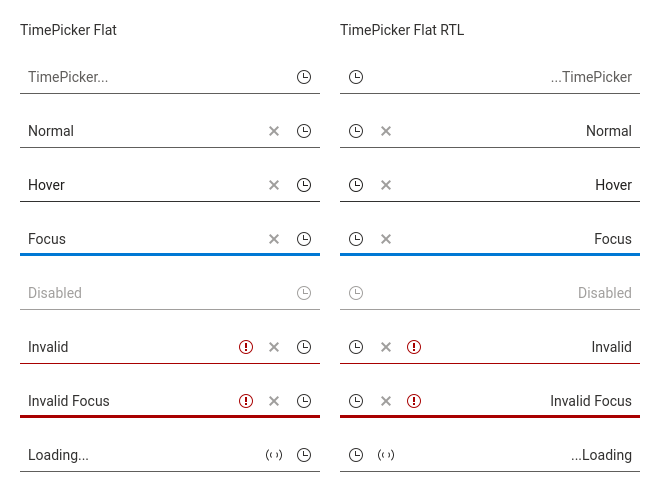 TimePicker Flat
TimePicker...
Normal
Hover
Focus
Disabled
Invalid
Invalid Focus
Loading...
TimePicker Flat RTL
...TimePicker
Normal
Hover
Focus
Disabled
Invalid
Invalid Focus
...Loading